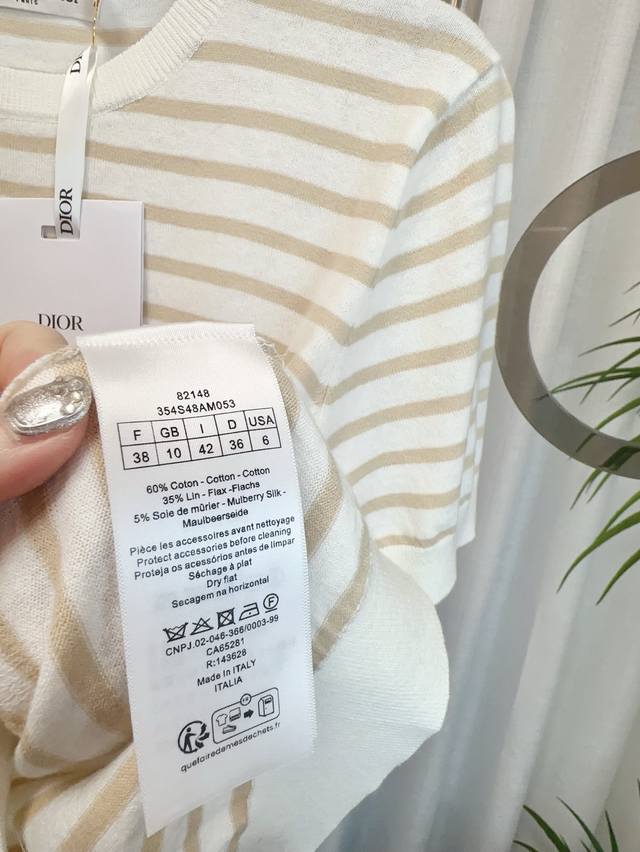 DIOR
DIOR
DIOR
82148
354S48AM053
F GB I D USA
38 10 42 36 6
60% Coton - Cotton - Cotton
35% Lin - Flax -Flachs
5% Soie de mûrier - Mulberry Silk -
Maulbeerseide
Pièce les accessoires avant nettoyage
Protect accessories before cleaning
Proteja os acessórios antes de limpar
Séchage à plat
Dry flat
Secagem na horizontal
CNPJ.02-046-366/0003-99
CA65281
R:143628
Made In ITALY
ITALIA
FR
quefairedemesdechets.fr